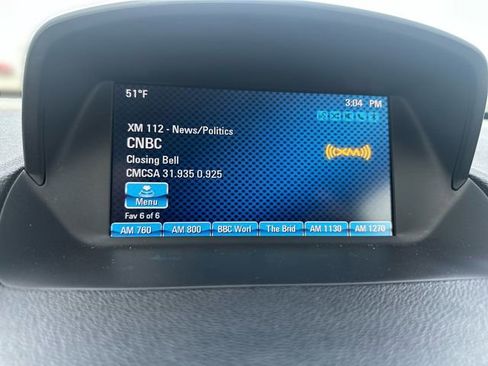 51°F
3:04 PM
XM 112 - News/Politics
CNBC
((XM))
Closing Bell
CMCSA 31.935 0.925
Menu
Fav 6 of 6
AM 760
AM 800
BBC Worl
The Brid
AM 1130
AM 1270